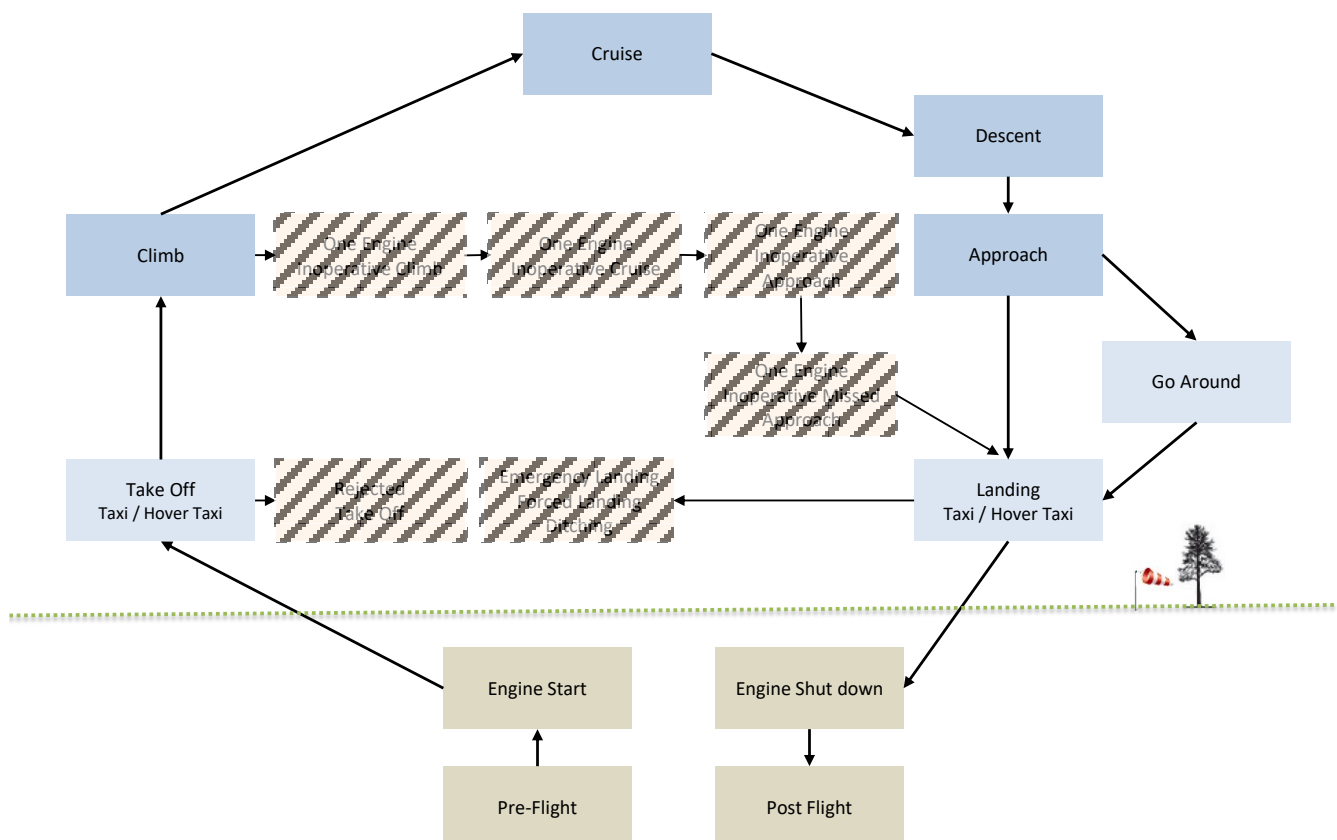 Cruise
Descent
Climb
One Engine
Inoperative Climb
One Engine
Inoperative Cruise
One Engine
Inoperative
Approach
Approach
One Engine
Inoperative Missed
Approach
Go Around
Take Off
Taxi / Hover Taxi
Rejected
Take Off
Emergency Landing
Forced Landing
Ditching
Landing
Taxi / Hover Taxi
Engine Start
Engine Shut down
Pre-Flight
Post Flight